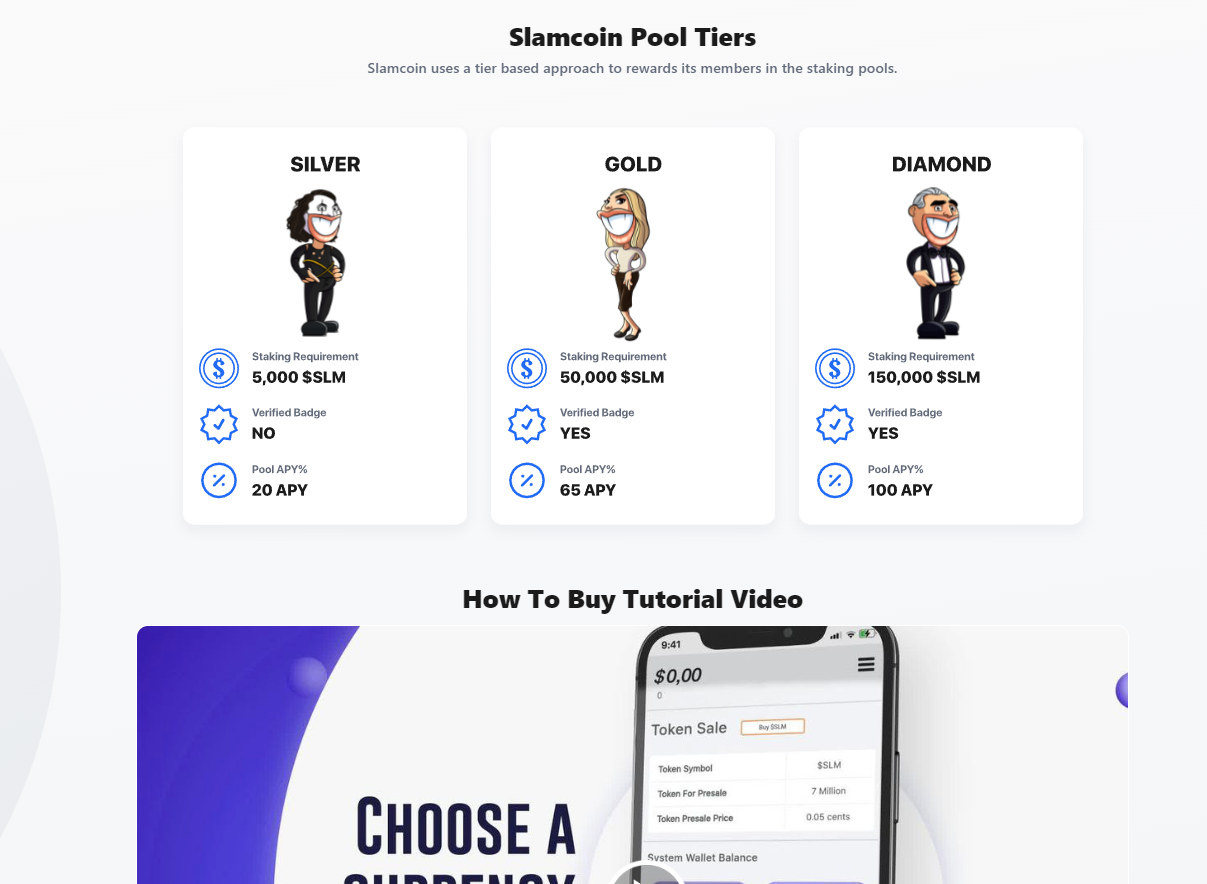 Slamcoin Pool Tiers
Slamcoin uses a tier based approach to rewards its members in the staking pools.
SILVER
Staking Requirement
5,000 $SLM
Verified Badge
NO
Pool APY%
20 APY
GOLD
Staking Requirement
50,000 $SLM
Verified Badge
YES
Pool APY%
65 APY
DIAMOND
Staking Requirement
150,000 $SLM
Verified Badge
YES
Pool APY%
100 APY
How To Buy Tutorial Video
CHOOSE A
CURRENCY
9:41
$0,00
0
Token Sale Buy $SLM
Token Symbol $SLM
Token For Presale 7 Million
Token Presale Price 0.05 cents
System Wallet Balance